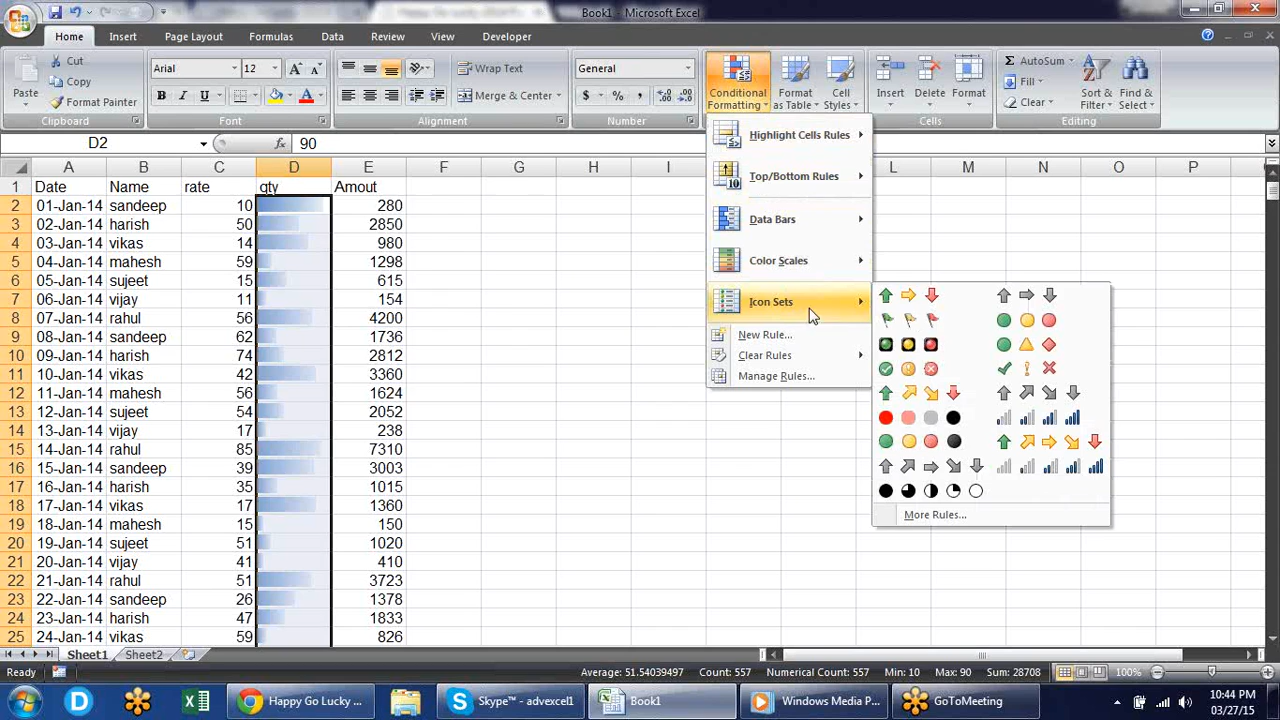 Book1 - Microsoft Excel
Home Insert Page Layout Formulas Data Review View Developer
Paste
Cut
Copy
Format Painter
Clipboard
Arial 12
B I U
A A
A
Font
Wrap Text
Merge & Center
Alignment
General
$ % ,
Number
Conditional Formatting
Format as Table
Cell Styles
Insert Delete Format
Cells
AutoSum
Fill
Clear
Sort & Filter
Find & Select
Editing
D2 fx 90
A B C D E F G H I L M N O P
1 Date Name rate qty Amout
2 01-Jan-14 sandeep 10 280
3 02-Jan-14 harish 50 2850
4 03-Jan-14 vikas 14 980
5 04-Jan-14 mahesh 59 1298
6 05-Jan-14 sujeet 15 615
7 06-Jan-14 vijay 11 154
8 07-Jan-14 rahul 56 4200
9 08-Jan-14 sandeep 62 1736
10 09-Jan-14 harish 74 2812
11 10-Jan-14 vikas 42 3360
12 11-Jan-14 mahesh 56 1624
13 12-Jan-14 sujeet 54 2052
14 13-Jan-14 vijay 17 238
15 14-Jan-14 rahul 85 7310
16 15-Jan-14 sandeep 39 3003
17 16-Jan-14 harish 35 1015
18 17-Jan-14 vikas 17 1360
19 18-Jan-14 mahesh 15 150
20 19-Jan-14 sujeet 51 1020
21 20-Jan-14 vijay 41 410
22 21-Jan-14 rahul 51 3723
23 22-Jan-14 sandeep 26 1378
24 23-Jan-14 harish 47 1833
25 24-Jan-14 vikas 59 826
Highlight Cells Rules
Top/Bottom Rules
Data Bars
Color Scales
Icon Sets
New Rule...
Clear Rules
Manage Rules...
More Rules...
Sheet1 Sheet2
Ready Average: 51.54039497 Count: 557 Numerical Count: 557 Min: 10 Max: 90 Sum: 28708 100%
Happy Go Lucky ... Skype™ - advexcel1 Book1 Windows Media P... GoToMeeting
10:44 PM
03/27/15